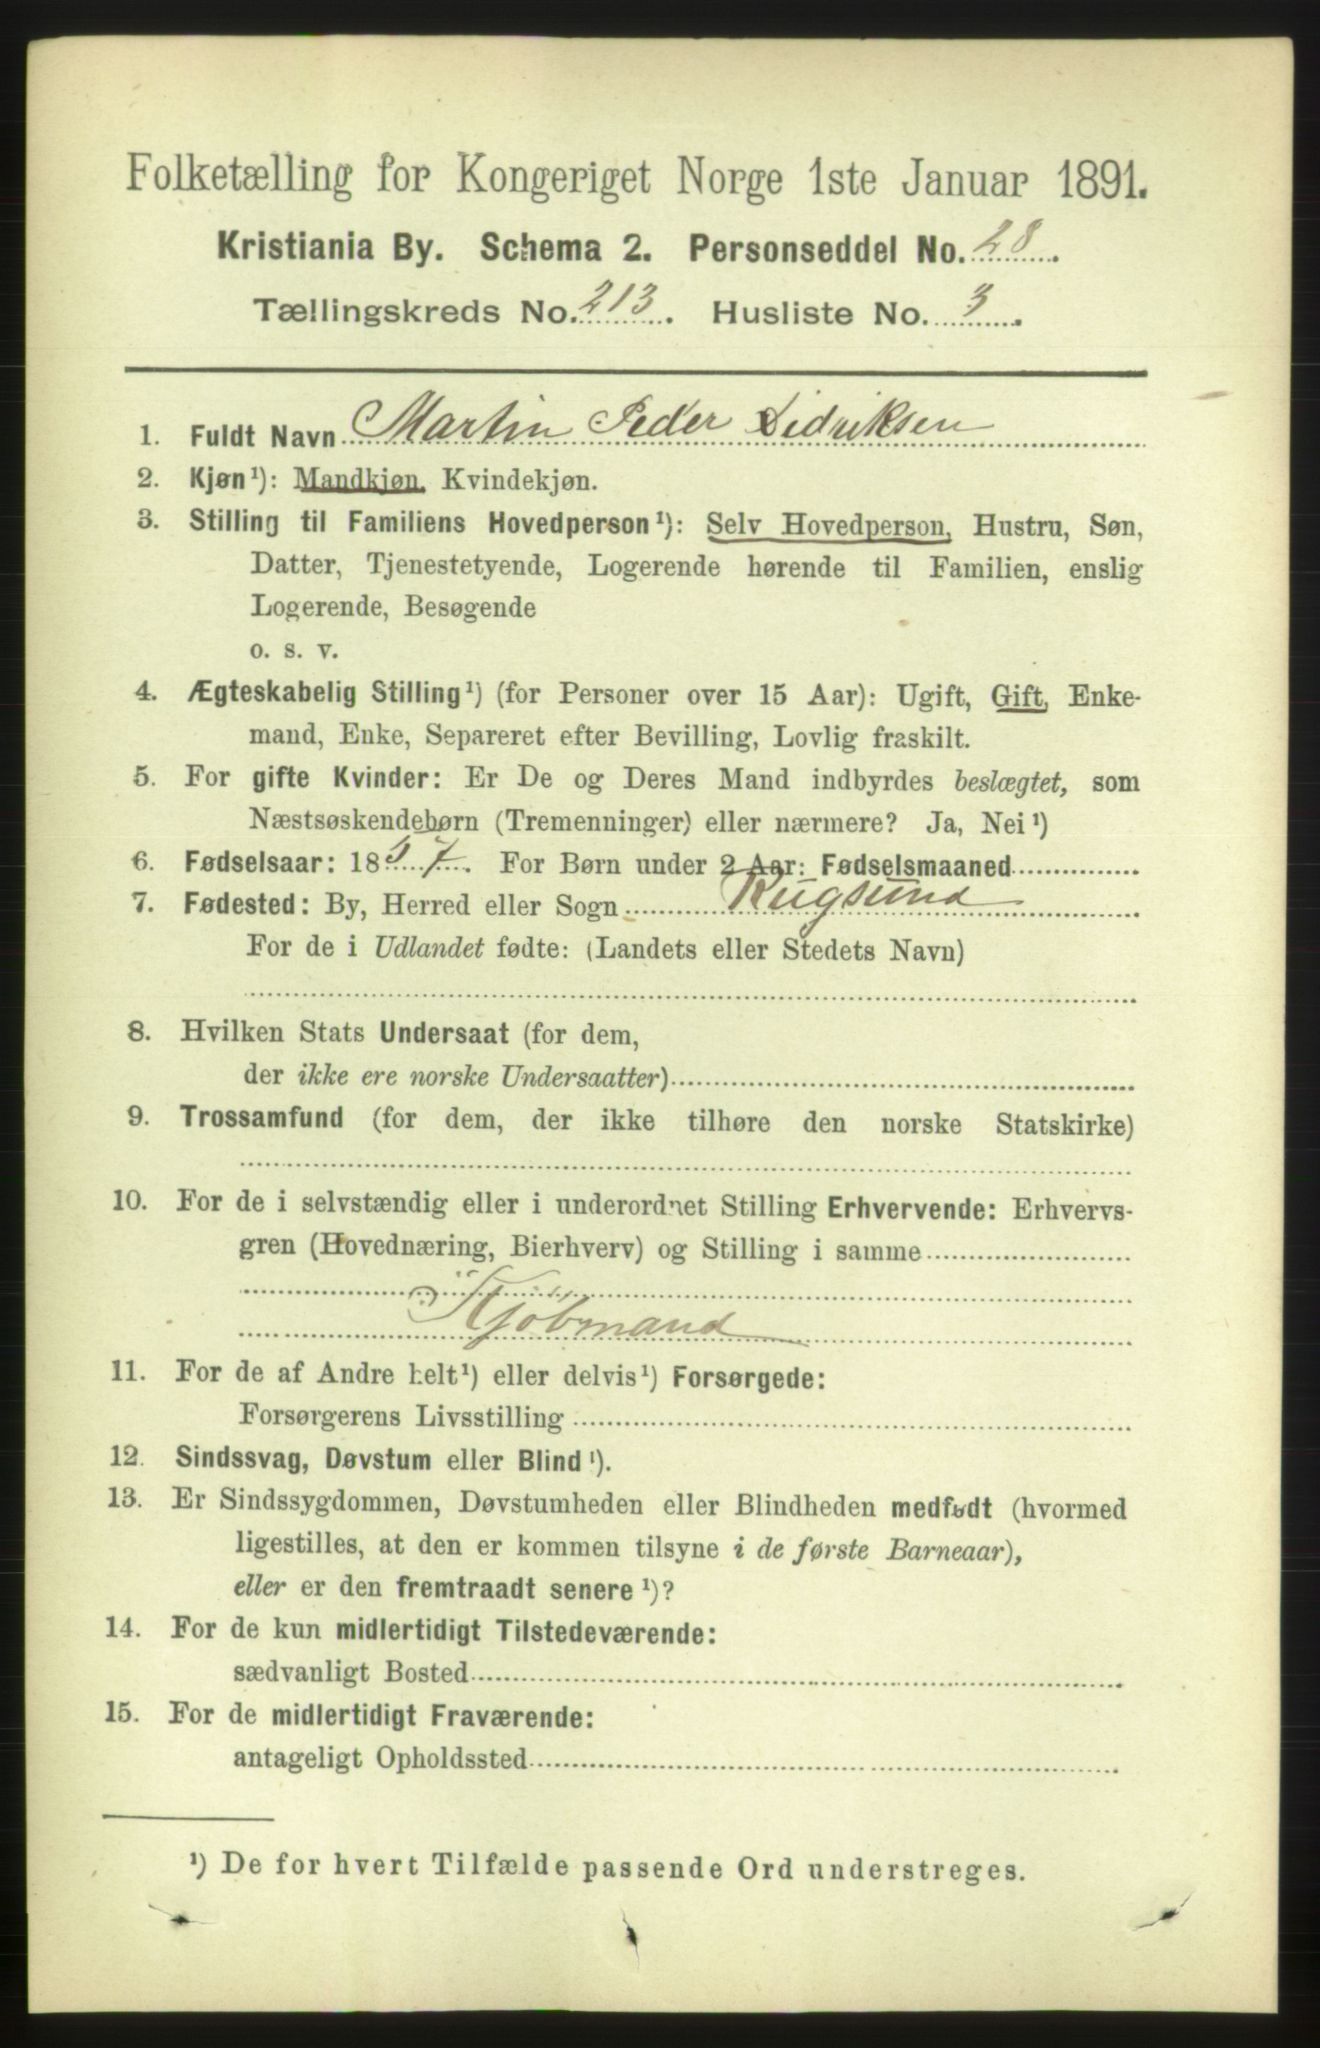 Folketælling for Kongeriget Norge 1ste Januar 1891.
Kristiania By. Schema 2. Personseddel No. 28.
Tællingskreds No. 213. Husliste No. 3.
1. Fuldt Navn Martin Peder Didriksen
2. Kjøn¹): Mandkjøn, Kvindekjøn.
3. Stilling til Familiens Hovedperson¹): Selv Hovedperson, Hustru, Søn,
Datter, Tjenestetyende, Logerende hørende til Familien, enslig
Logerende, Besøgende
o. s. v.
4. Ægteskabelig Stilling¹) (for Personer over 15 Aar): Ugift, Gift, Enke-
mand, Enke, Separeret efter Bevilling, Lovlig fraskilt.
5. For gifte Kvinder: Er De og Deres Mand indbyrdes beslægtet, som
Næstsøskendebørn (Tremenninger) eller nærmere? Ja, Nei¹)
6. Fødselsaar: 1857. For Børn under 2 Aar: Fødselsmaaned
7. Fødested: By, Herred eller Sogn Rugsund
For de i Udlandet fødte: (Landets eller Stedets Navn)
8. Hvilken Stats Undersaat (for dem,
der ikke ere norske Undersaatter)
9. Trossamfund (for dem, der ikke tilhøre den norske Statskirke)
10. For de i selvstændig eller i underordnet Stilling Erhvervende: Erhvervs-
gren (Hovednæring, Bierhverv) og Stilling i samme
Kjöbmand
11. For de af Andre helt¹) eller delvis¹) Forsørgede:
Forsørgerens Livsstilling
12. Sindssvag, Døvstum eller Blind¹).
13. Er Sindssygdommen, Døvstumheden eller Blindheden medfødt (hvormed
ligestilles, at den er kommen tilsyne i de første Barneaar),
eller er den fremtraadt senere¹)?
14. For de kun midlertidigt Tilstedeværende:
sædvanligt Bosted
15. For de midlertidigt Fraværende:
antageligt Opholdssted
¹) De for hvert Tilfælde passende Ord understreges.